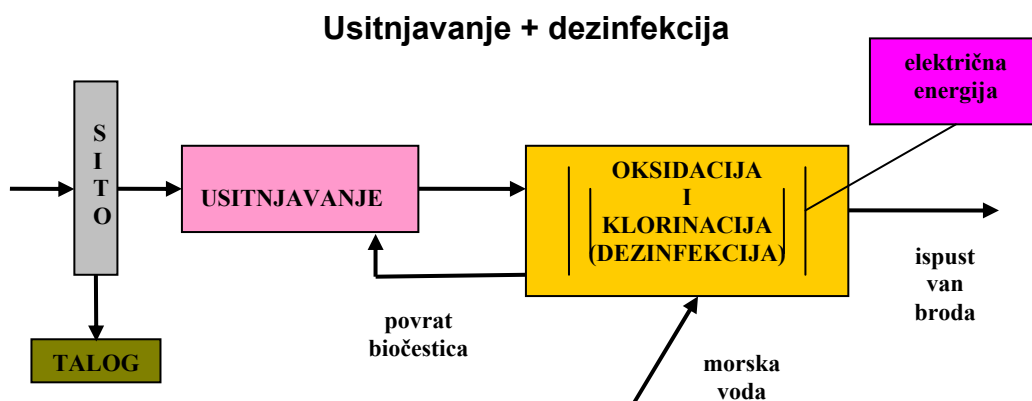 Usitnjavanje + dezinfekcija
električna
energija
S
I
T
O
USITNJAVANJE
OKSIDACIJA
I
KLORINACIJA
(DEZINFEKCIJA)
ispust
van
broda
povrat
biočestica
TALOG
morska
voda